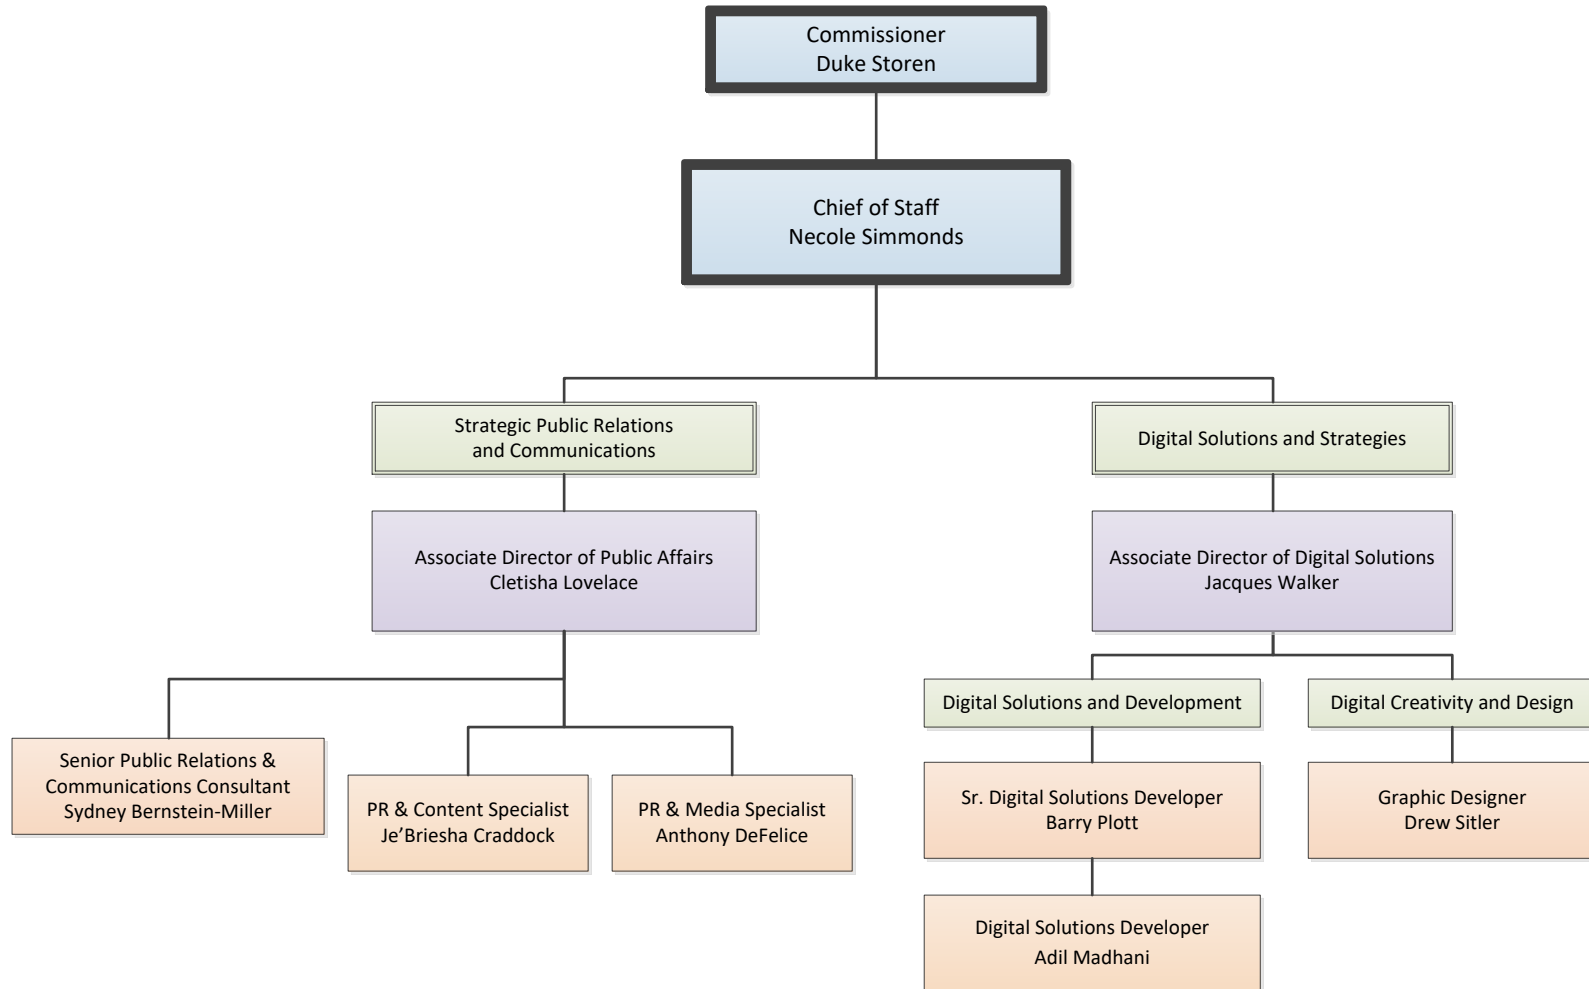 Commissioner
Duke Storen
Chief of Staff
Necole Simmonds
Strategic Public Relations
and Communications
Digital Solutions and Strategies
Associate Director of Public Affairs
Cletisha Lovelace
Associate Director of Digital Solutions
Jacques Walker
Digital Solutions and Development
Digital Creativity and Design
Senior Public Relations &
Communications Consultant
Sydney Bernstein-Miller
PR & Content Specialist
Je’Briesha Craddock
PR & Media Specialist
Anthony DeFelice
Sr. Digital Solutions Developer
Barry Plott
Graphic Designer
Drew Sitler
Digital Solutions Developer
Adil Madhani